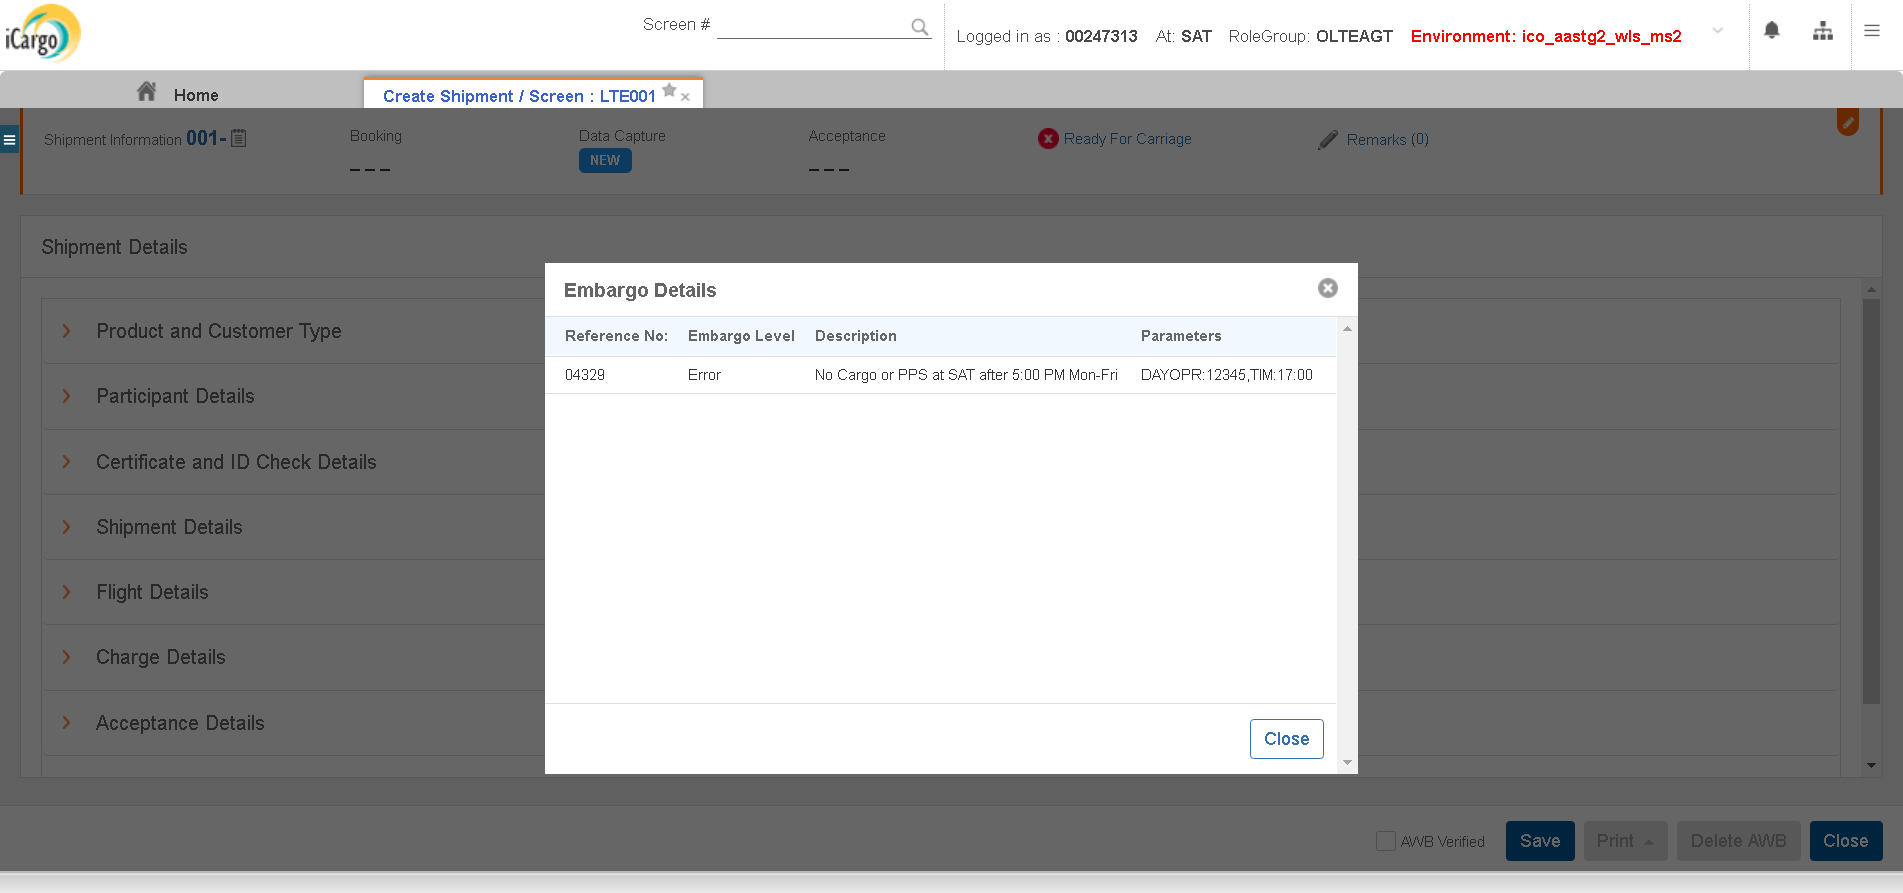 iCargo
Screen #
Logged in as : 00247313 At: SAT RoleGroup: OLTEAGT Environment: ico_aastg2_wls_ms2
Home
Create Shipment / Screen : LTE001
Shipment Information 001-
Booking
Data Capture
Acceptance
Ready For Carriage
Remarks (0)
NEW
Shipment Details
Embargo Details
Reference No: Embargo Level Description Parameters
04329 Error No Cargo or PPS at SAT after 5:00 PM Mon-Fri DAYOPR:12345,TIM:17:00
Close
Product and Customer Type
Participant Details
Certificate and ID Check Details
Shipment Details
Flight Details
Charge Details
Acceptance Details
AWB Verified
Save
Print
Delete AWB
Close